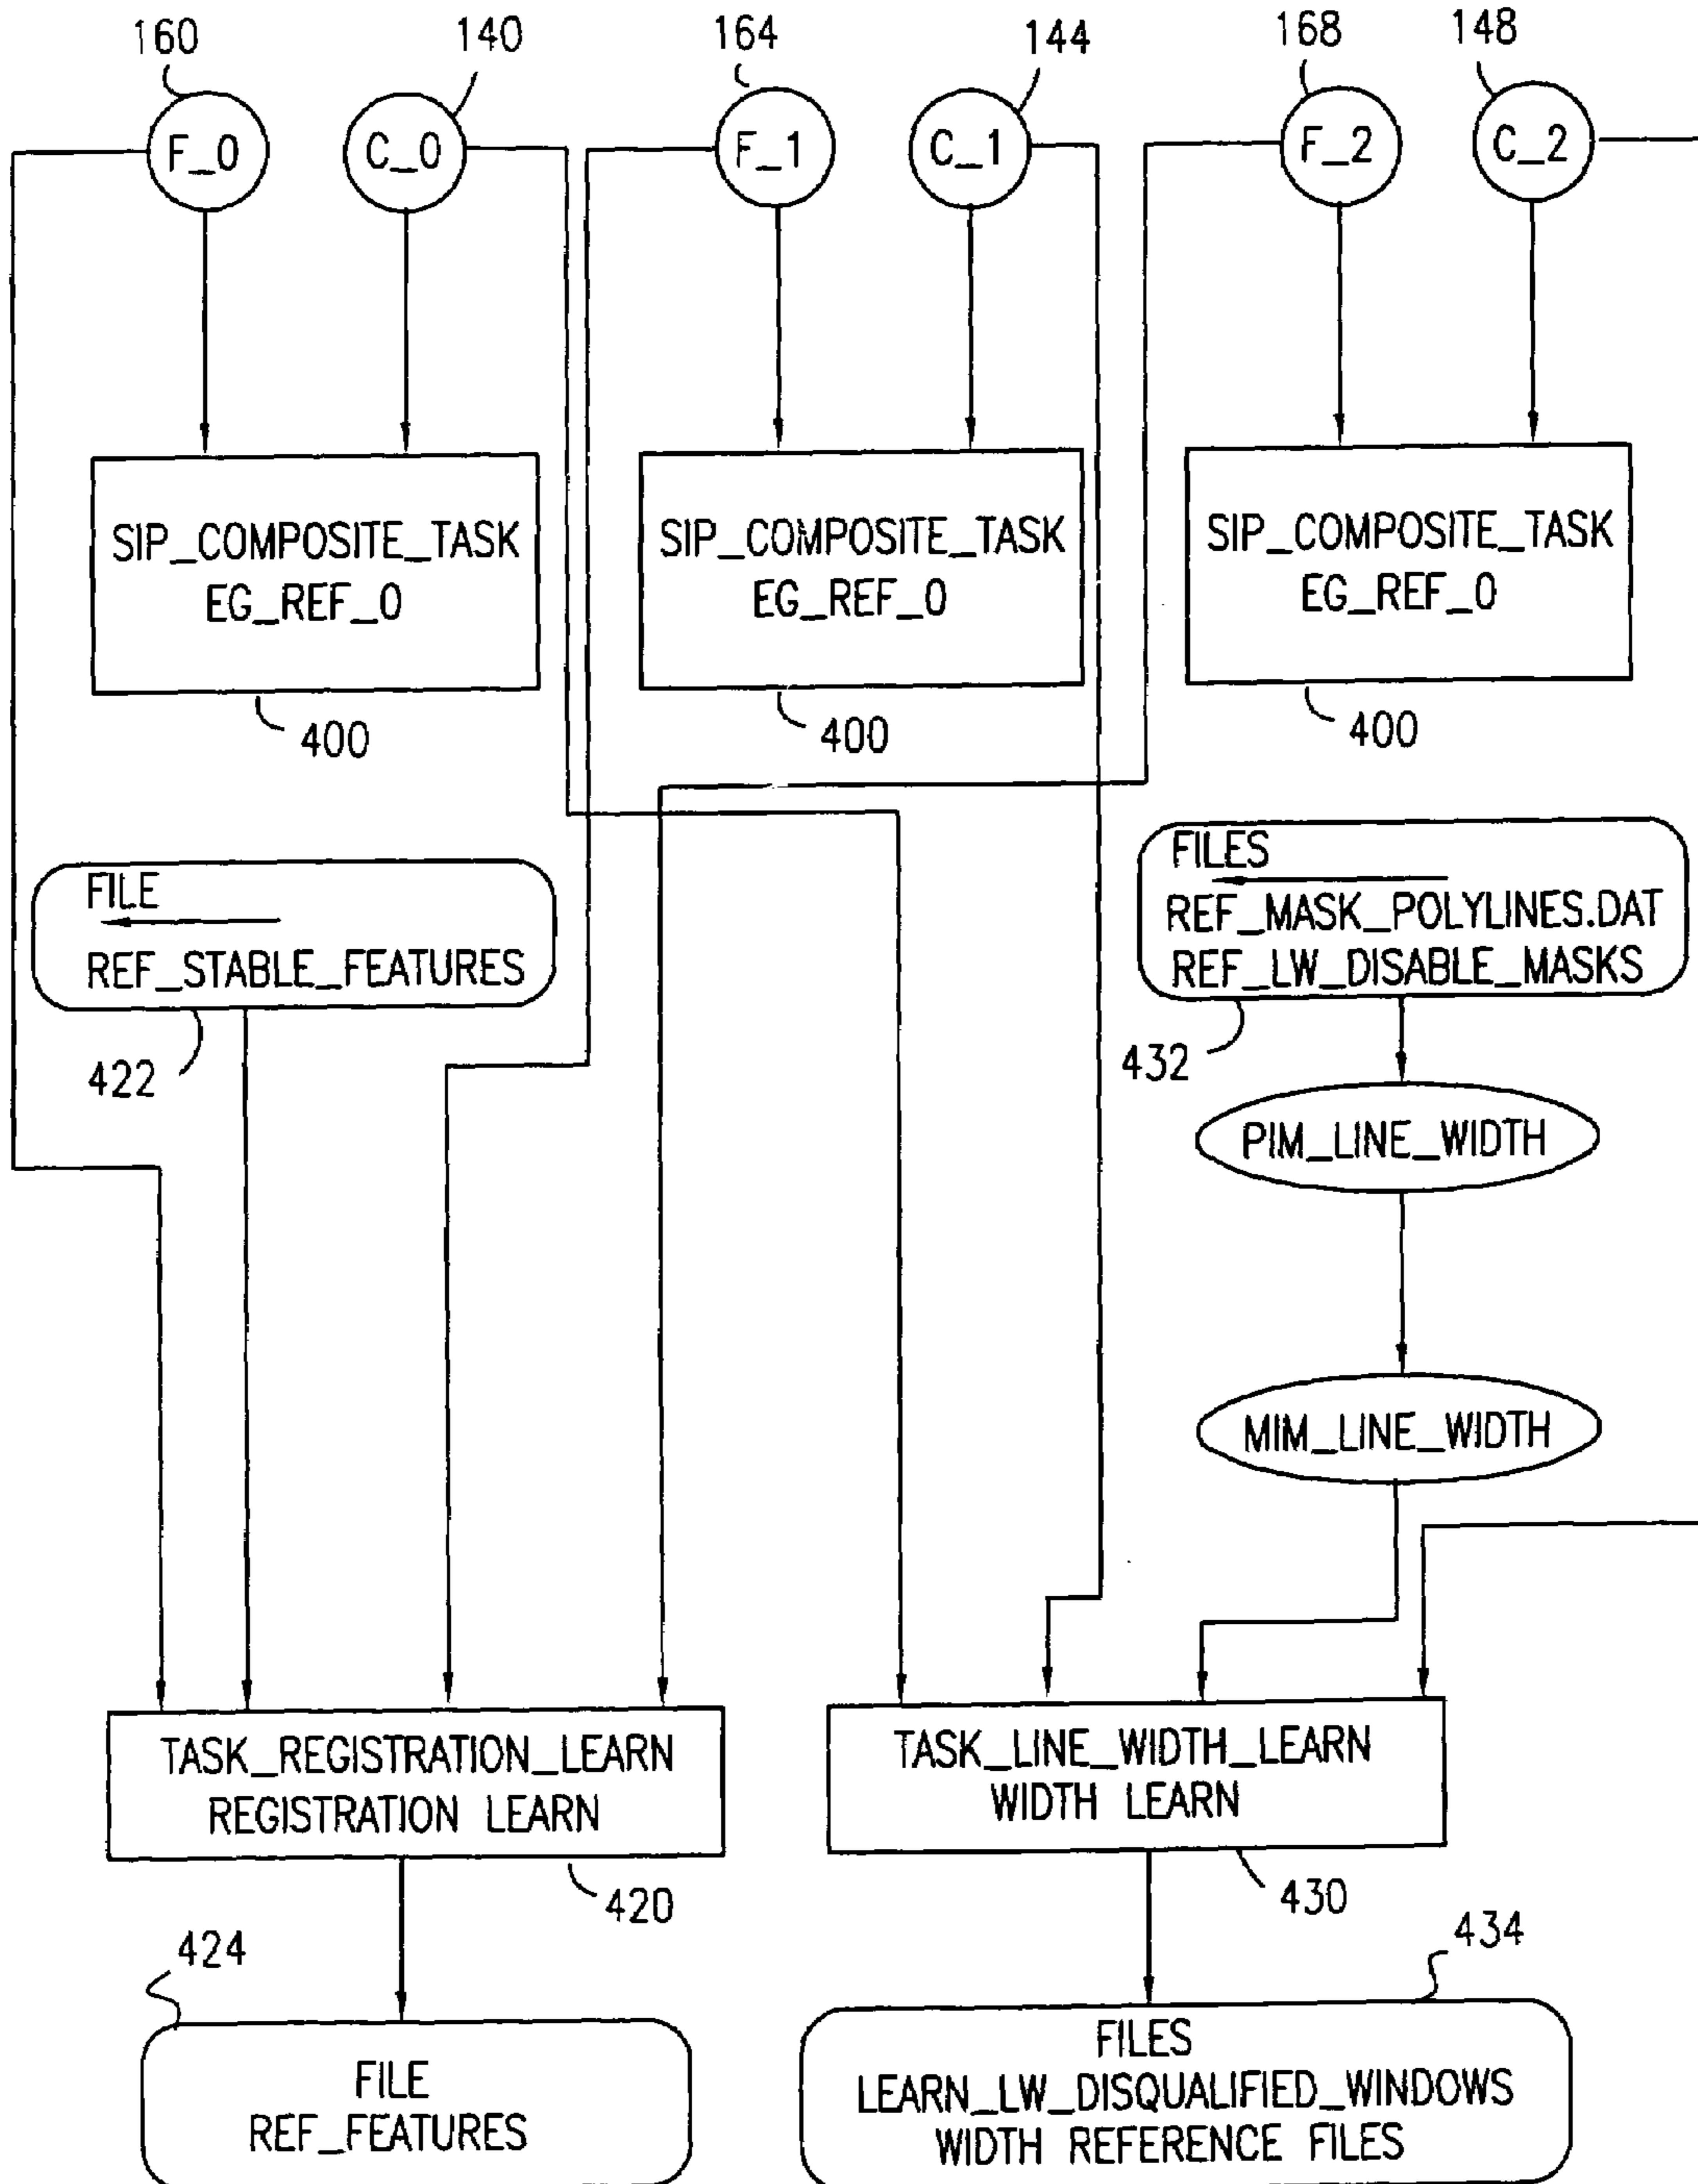 160
140
164
144
168
148
F_0
C_0
F_1
C_1
F_2
C_2
SIP_COMPOSITE_TASK
EG_REF_0
400
SIP_COMPOSITE_TASK
EG_REF_0
400
SIP_COMPOSITE_TASK
EG_REF_0
400
FILE
REF_STABLE_FEATURES
422
FILES
REF_MASK_POLYLINES.DAT
REF_LW_DISABLE_MASKS
432
PIM_LINE_WIDTH
MIM_LINE_WIDTH
TASK_REGISTRATION_LEARN
REGISTRATION LEARN
420
TASK_LINE_WIDTH_LEARN
WIDTH LEARN
430
424
FILE
REF_FEATURES
434
FILES
LEARN_LW_DISQUALIFIED_WINDOWS
WIDTH REFERENCE FILES